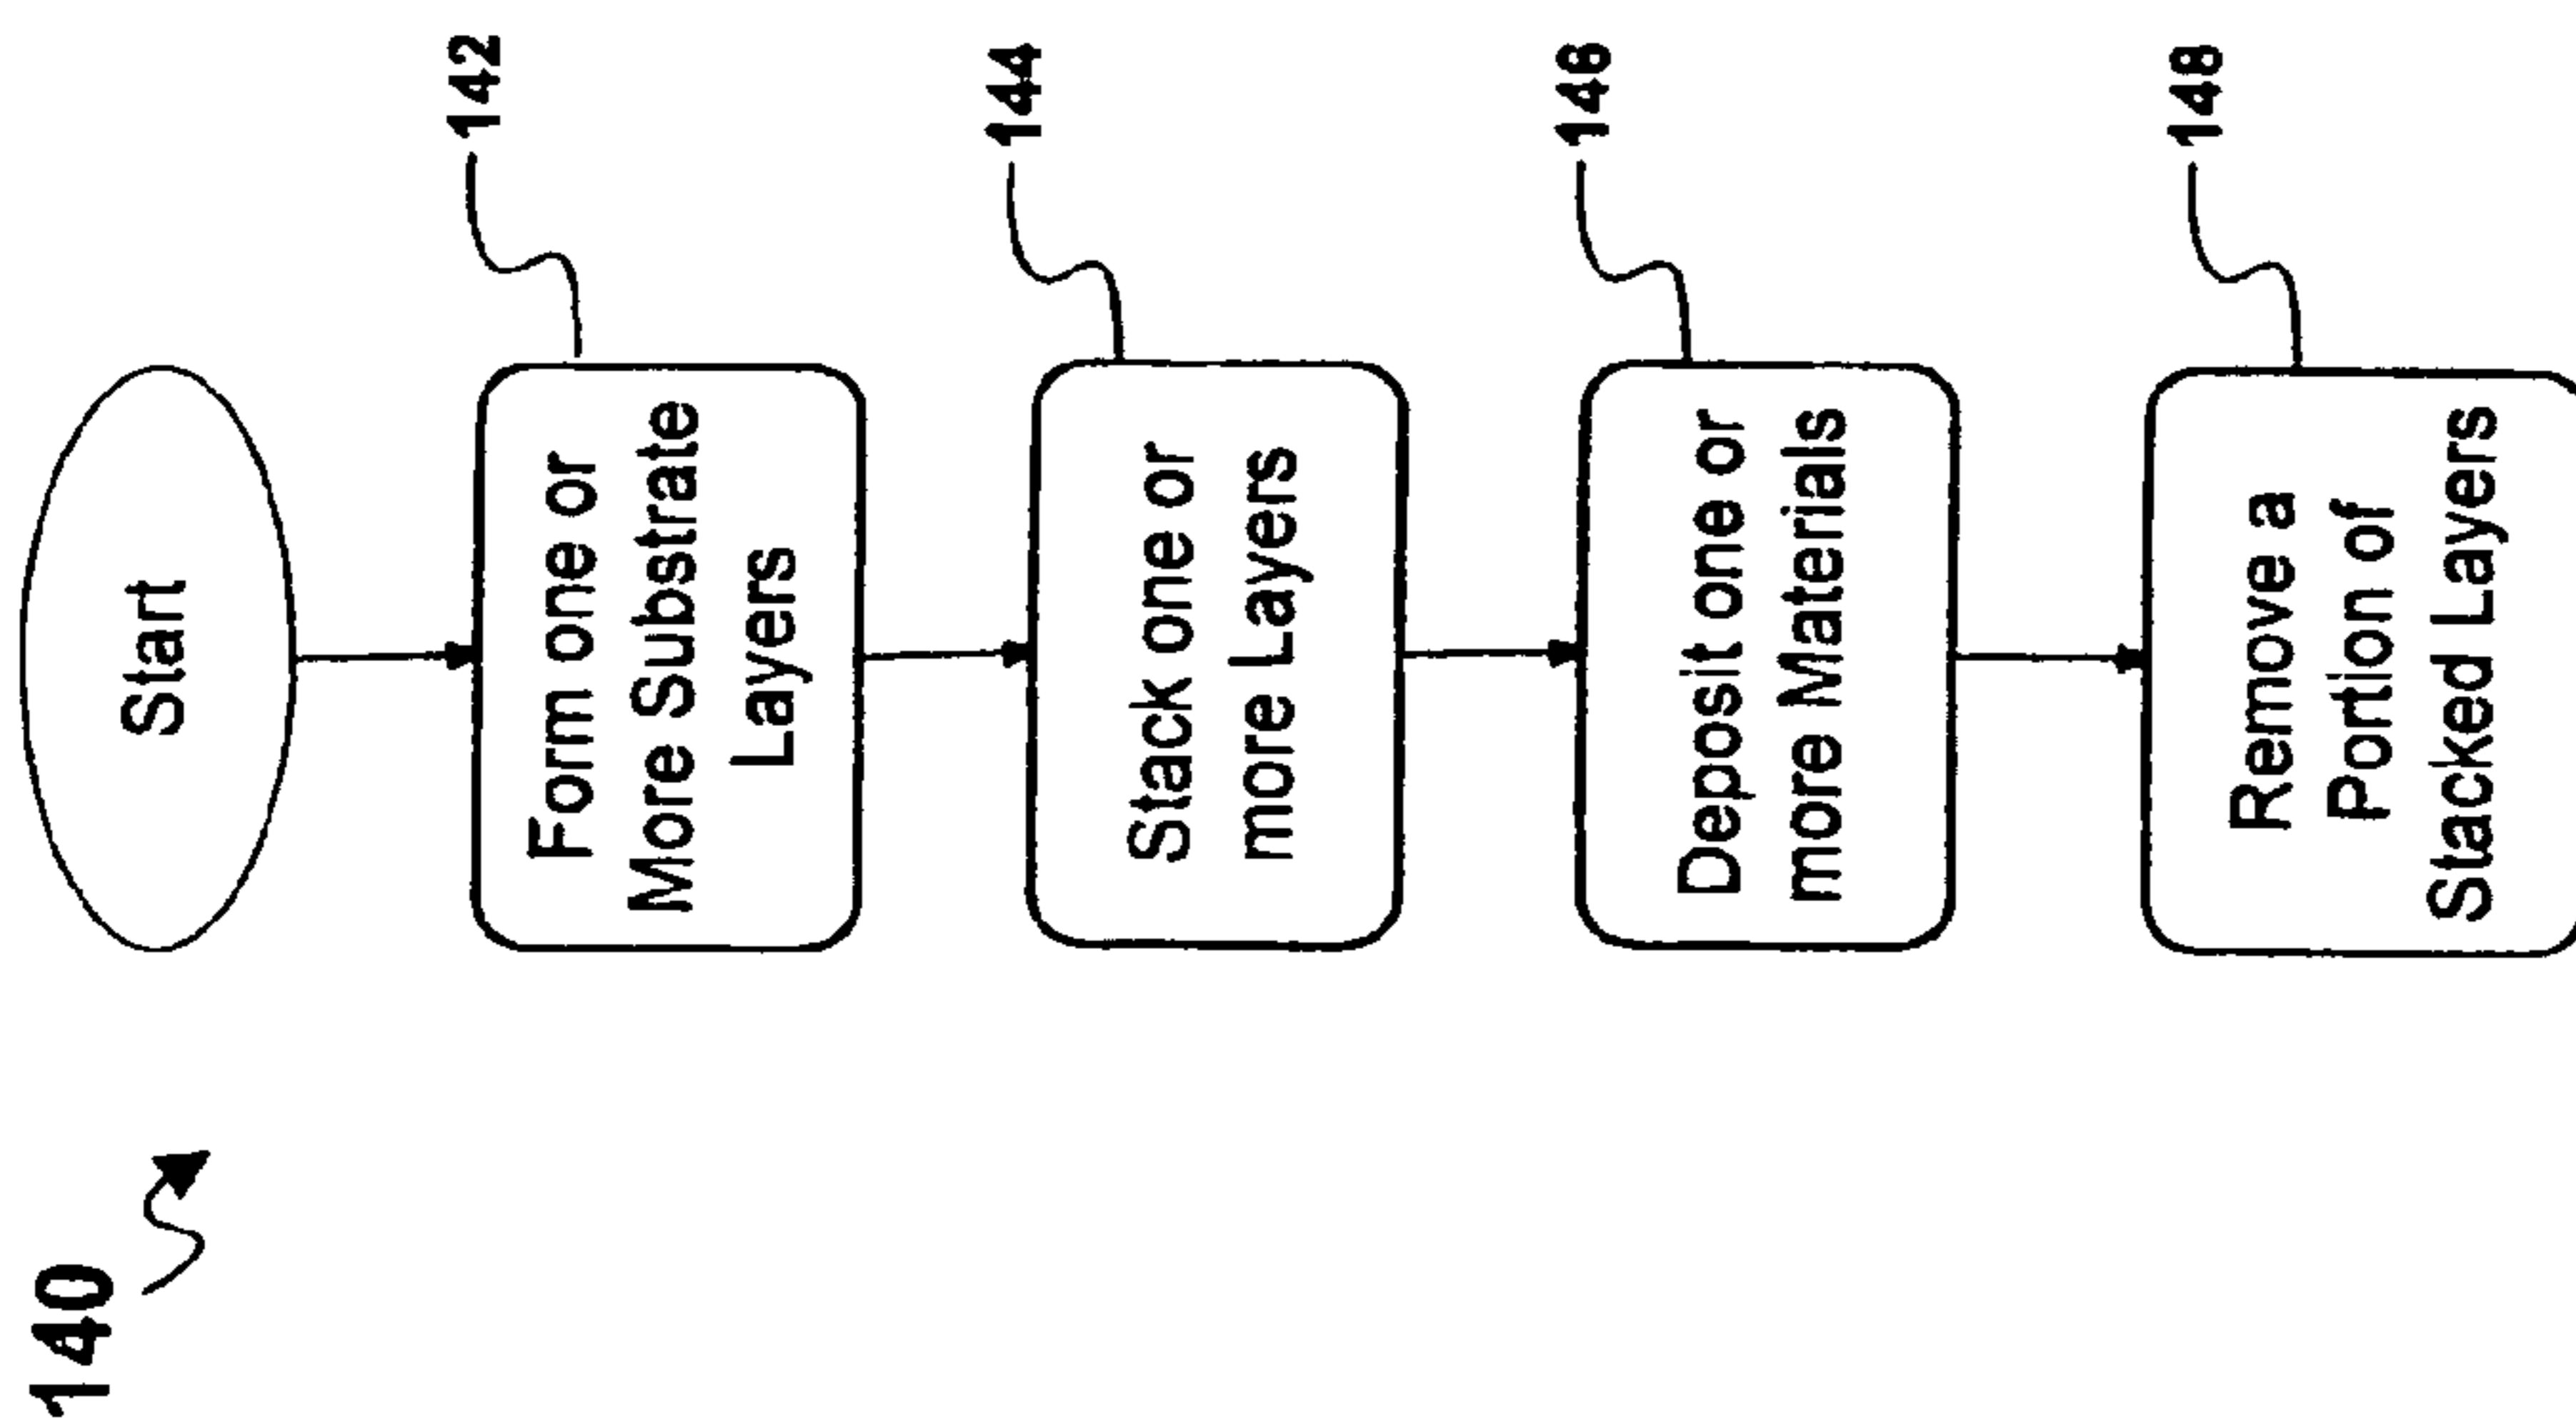 140
Start
Form one or
More Substrate
Layers
142
Stack one or
more Layers
144
Deposit one or
more Materials
146
Remove a
Portion of
Stacked Layers
148